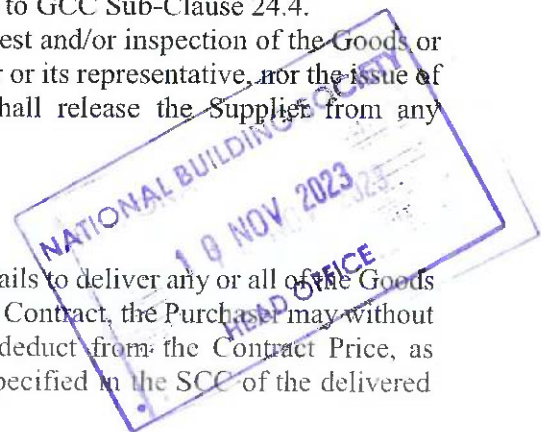 to GCC Sub-Clause 24.4.
est and/or inspection of the Goods or
r or its representative, nor the issue of
hall release the Supplier from any
NATIONAL BUILDING SOCIETY
NOV 2023
HEAD OFFICE
ails to deliver any or all of the Goods
Contract, the Purchaser may without
deduct from the Contract Price, as
pecified in the SCC of the delivered